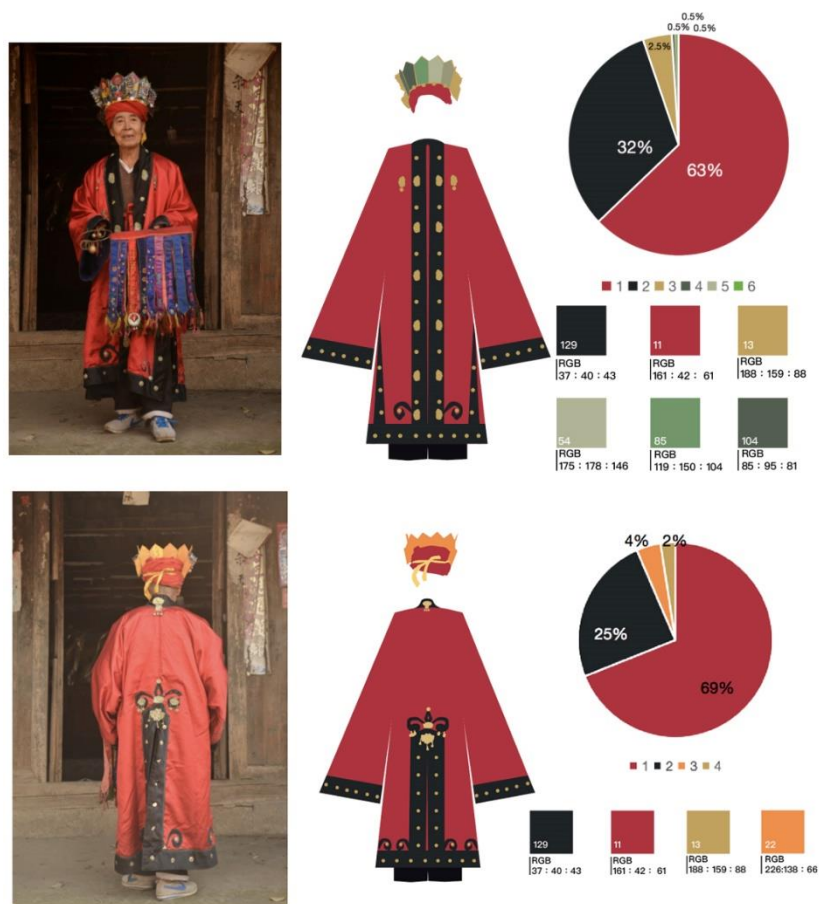 0.5%
0.5% 0.5%
2.5%
32%
63%
1 2 3 4 5 6
129
RGB
37 : 40 : 43
11
RGB
161 : 42 : 61
13
RGB
188 : 159 : 88
54
RGB
175 : 178 : 146
85
RGB
119 : 150 : 104
104
RGB
85 : 95 : 81
4% 2%
25%
69%
1 2 3 4
129
RGB
37 : 40 : 43
11
RGB
161 : 42 : 61
13
RGB
188 : 159 : 88
22
RGB
226:138 : 66